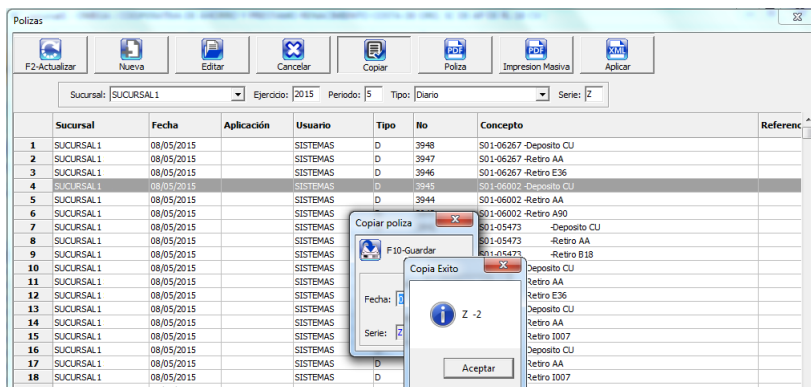 Polizas
F2-Actualizar Nueva Editar Cancelar Copiar Poliza Impresion Masiva Aplicar
Sucursal: SUCURSAL1 Ejercicio: 2015 Periodo: 5 Tipo: Diario Serie: Z
Sucursal Fecha Aplicación Usuario Tipo No Concepto Referenc
1 SUCURSAL1 08/05/2015 SISTEMAS D 3948 S01-06267 -Deposito CU
2 SUCURSAL1 08/05/2015 SISTEMAS D 3947 S01-06267 -Retiro AA
3 SUCURSAL1 08/05/2015 SISTEMAS D 3946 S01-06267 -Retiro E36
4 SUCURSAL1 08/05/2015 SISTEMAS D 3945 S01-06002 -Deposito CU
5 SUCURSAL1 08/05/2015 SISTEMAS D 3944 S01-06002 -Retiro AA
6 SUCURSAL1 08/05/2015 SISTEMAS S01-06002 -Retiro A90
7 SUCURSAL1 08/05/2015 SISTEMAS S01-05473 -Deposito CU
8 SUCURSAL1 08/05/2015 SISTEMAS S01-05473 -Retiro AA
9 SUCURSAL1 08/05/2015 SISTEMAS S01-05473 -Retiro B18
10 SUCURSAL1 08/05/2015 SISTEMAS Deposito CU
11 SUCURSAL1 08/05/2015 SISTEMAS Retiro AA
12 SUCURSAL1 08/05/2015 SISTEMAS Retiro E36
13 SUCURSAL1 08/05/2015 SISTEMAS Deposito CU
14 SUCURSAL1 08/05/2015 SISTEMAS Retiro AA
15 SUCURSAL1 08/05/2015 SISTEMAS Retiro I007
16 SUCURSAL1 08/05/2015 SISTEMAS D Deposito CU
17 SUCURSAL1 08/05/2015 SISTEMAS D Retiro AA
18 SUCURSAL1 08/05/2015 SISTEMAS D Retiro I007
Copiar poliza
F10-Guardar
Fecha:
Serie: Z
Copia Exito
Z -2
Aceptar